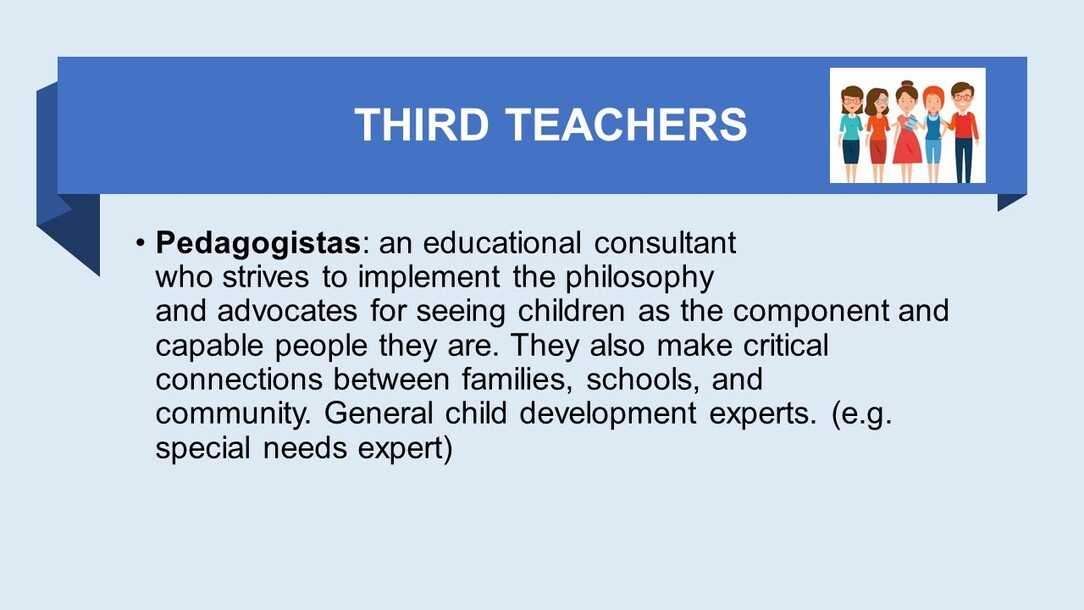 THIRD TEACHERS
• Pedagogistas: an educational consultant
who strives to implement the philosophy
and advocates for seeing children as the component and
capable people they are. They also make critical
connections between families, schools, and
community. General child development experts. (e.g.
special needs expert)